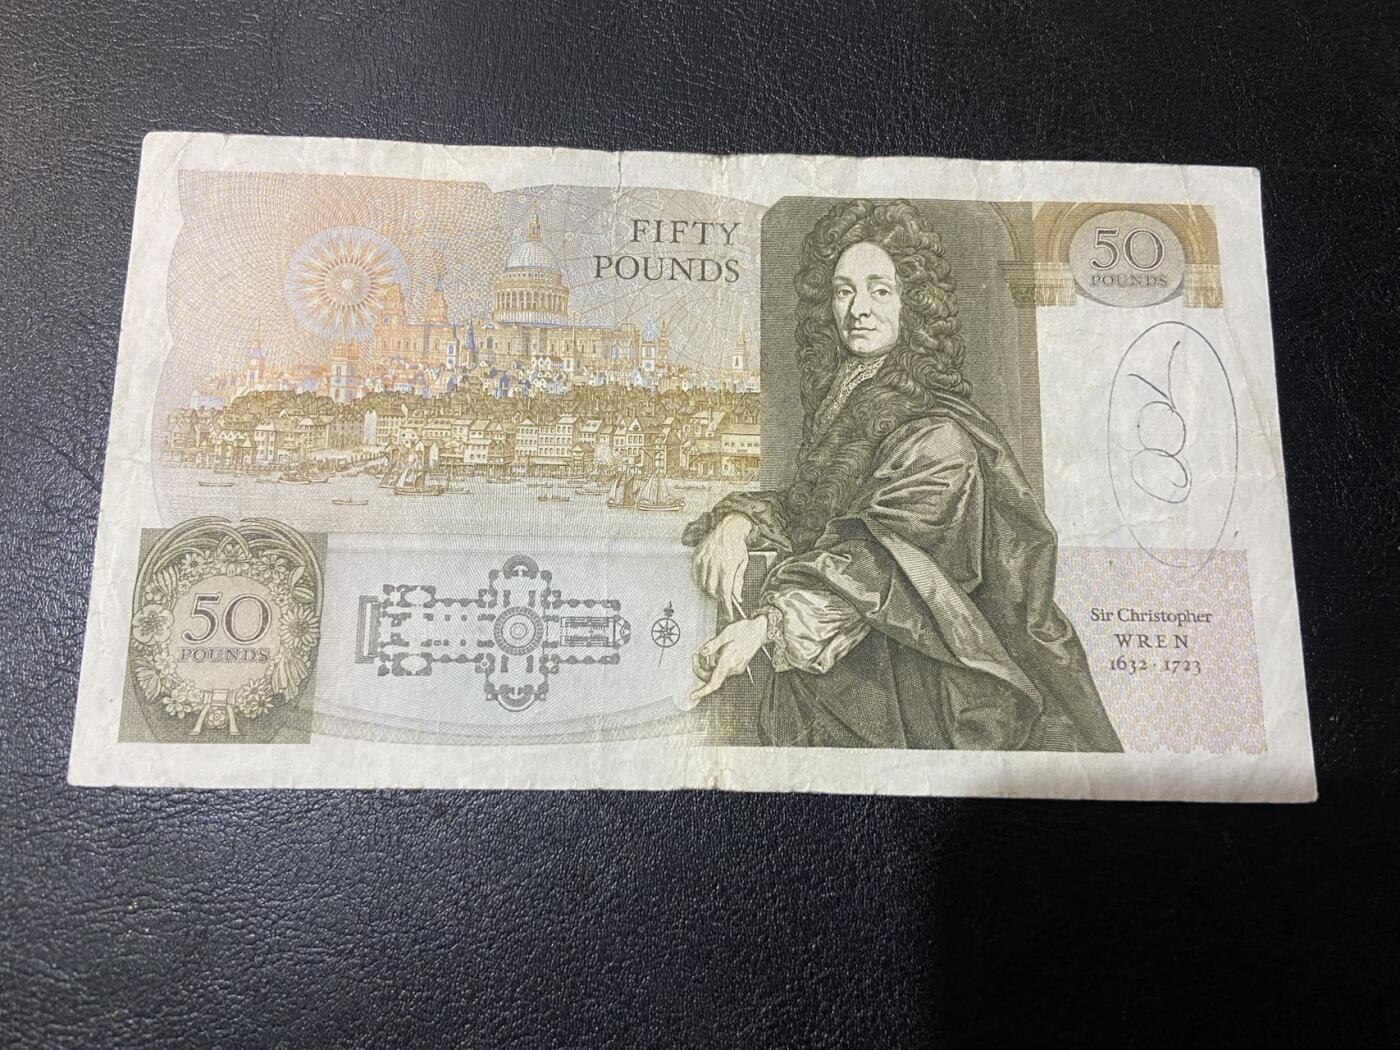 FIFTY
POUNDS
50
POUNDS
50
POUNDS
Sir Christopher
WREN
1632 · 1723